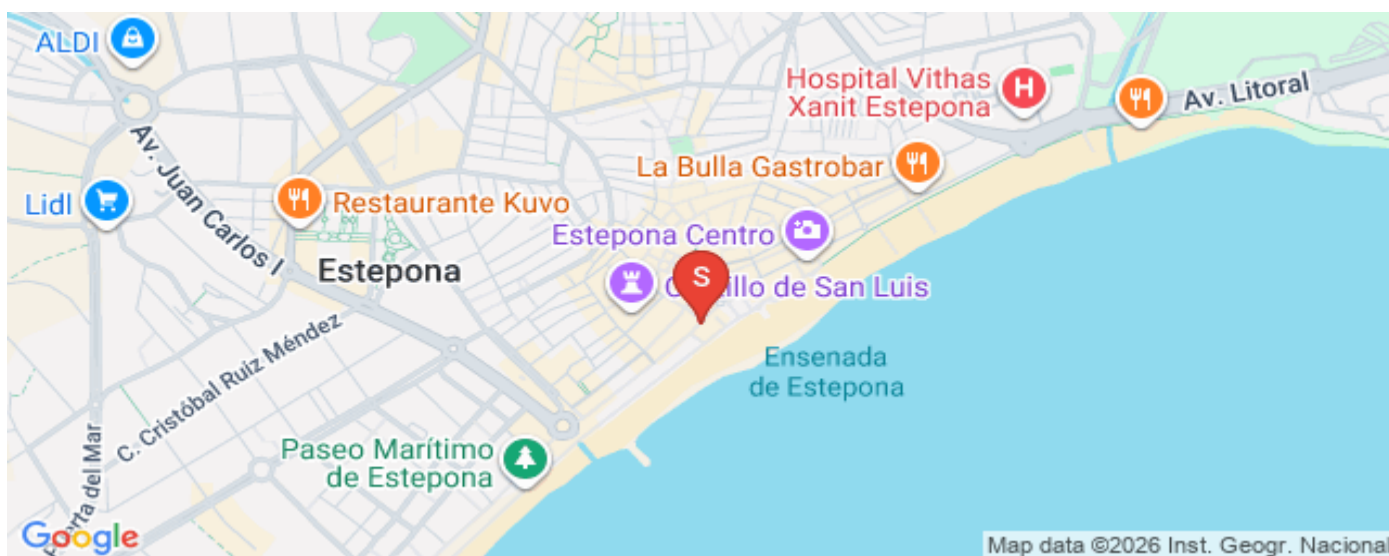 ALDI
Hospital Vithas
Xanit Estepona
H
Av. Litoral
Av. Juan Carlos I
La Bulla Gastrobar
Lidl
Restaurante Kuvo
Estepona Centro
Estepona
S
de San Luis
C. Cristóbal Ruíz Méndez
Ensenada
de Estepona
Paseo Marítimo
de Estepona
del Mar
Google
Map data ©2026 Inst. Geogr. Nacional